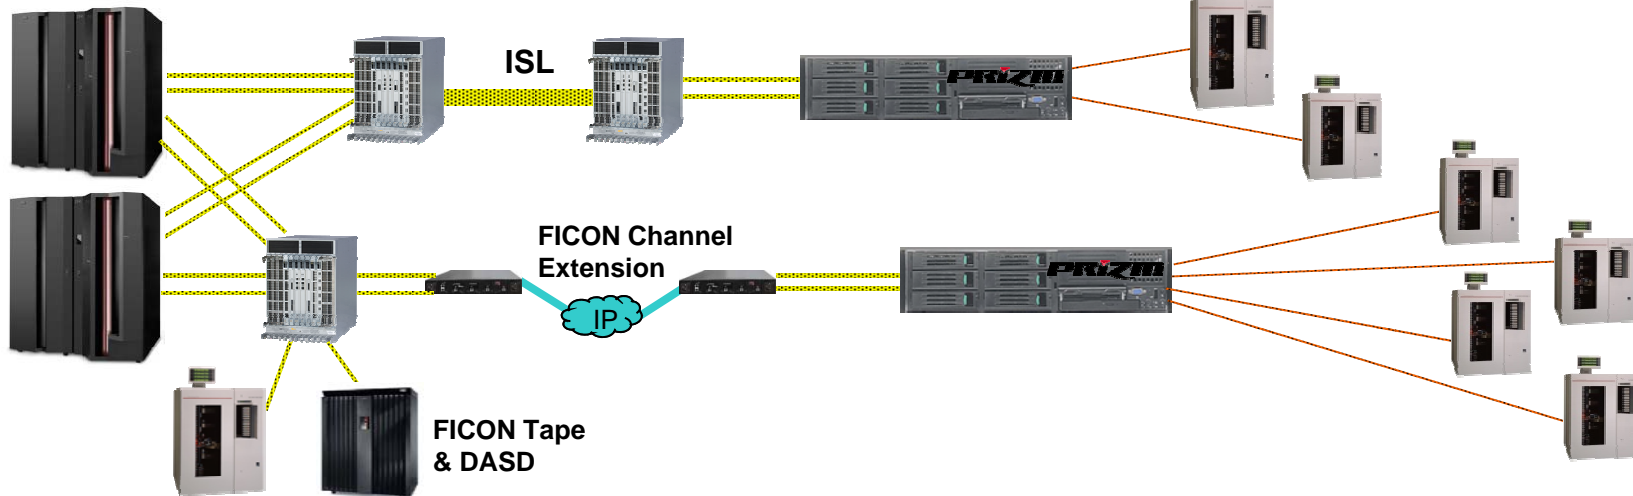 ISL
PRIZM
FICON Channel
Extension
IP
PRIZM
FICON Tape
& DASD